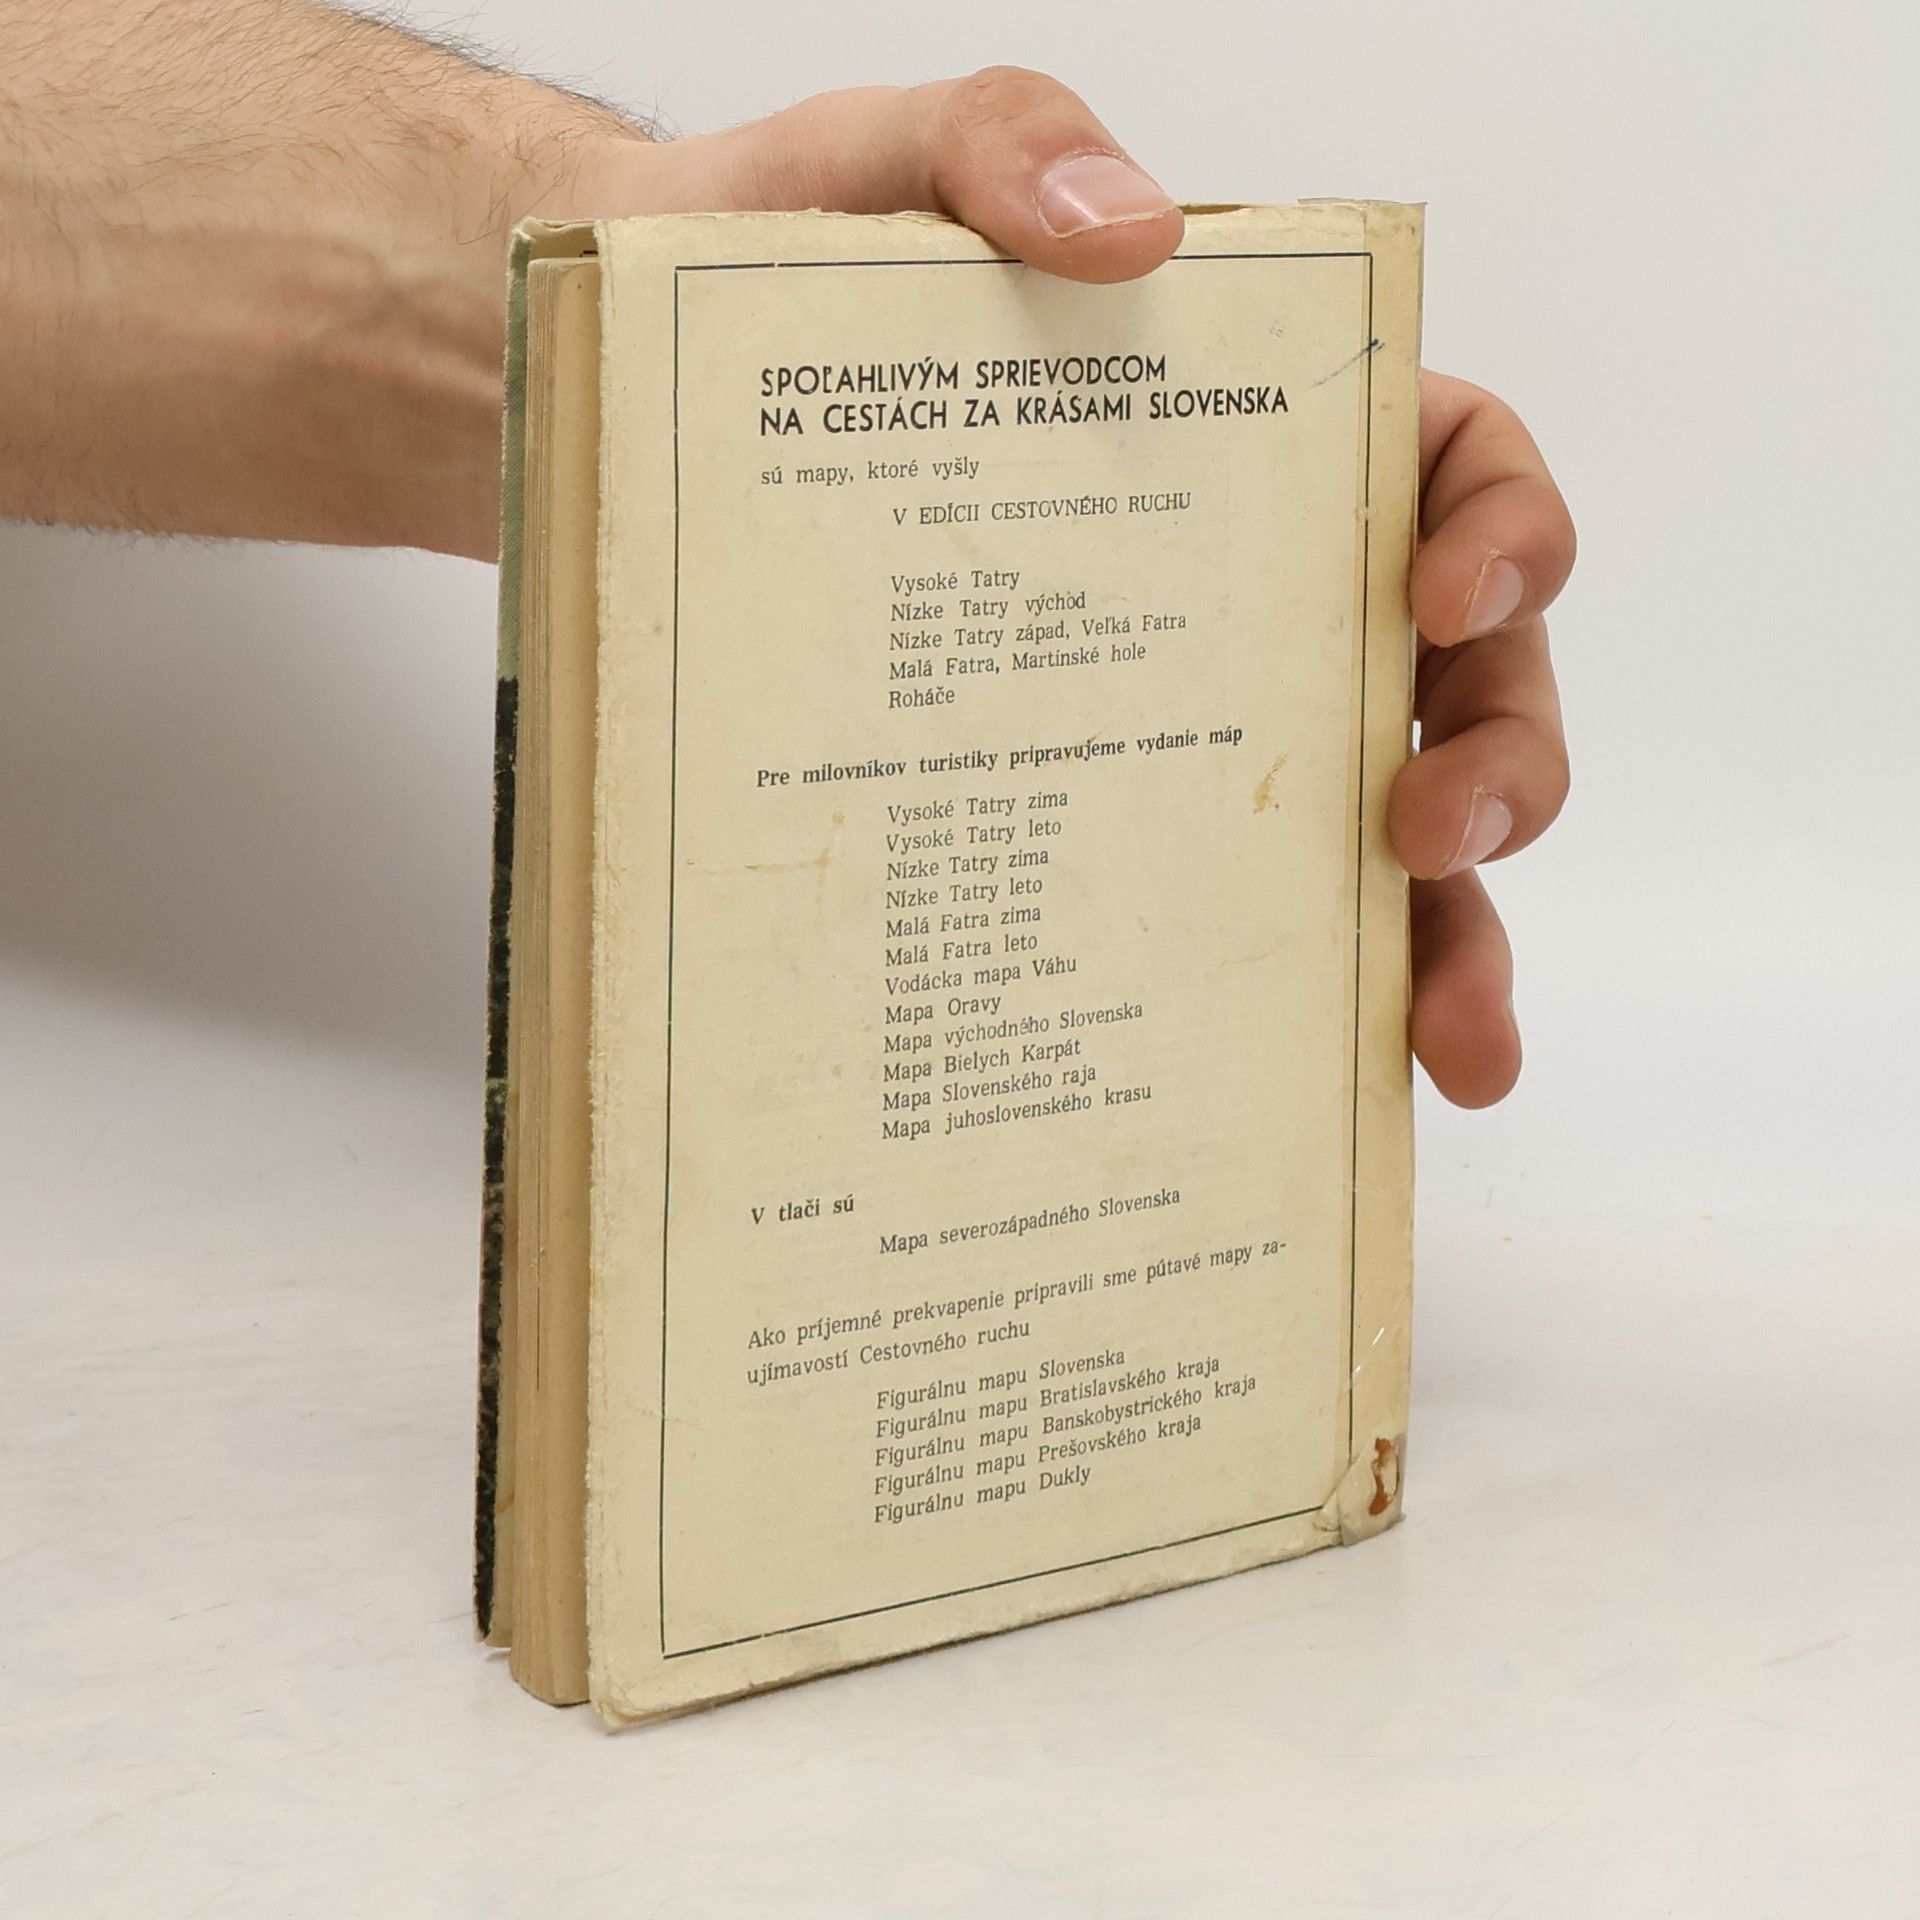 SPOĽAHLIVÝM SPRIEVODCOM
NA CESTÁCH ZA KRÁSAMI SLOVENSKA
sú mapy, ktoré vyšly
V EDÍCII CESTOVNÉHO RUCHU
Vysoké Tatry
Nízke Tatry východ
Nízke Tatry západ, Veľká Fatra
Malá Fatra, Martinské hole
Roháče
Pre milovníkov turistiky pripravujeme vydanie máp
Vysoké Tatry zima
Vysoké Tatry leto
Nízke Tatry zima
Nízke Tatry leto
Malá Fatra zima
Malá Fatra leto
Vodácka mapa Váhu
Mapa Oravy
Mapa východného Slovenska
Mapa Bielych Karpát
Mapa Slovenského raja
Mapa juhoslovenského krasu
V tlači sú
Mapa severozápadného Slovenska
Ako príjemné prekvapenie pripravili sme pútavé mapy za-
ujímavostí Cestovného ruchu
Figurálnu mapu Slovenska
Figurálnu mapu Bratislavského kraja
Figurálnu mapu Banskobystrického kraja
Figurálnu mapu Prešovského kraja
Figurálnu mapu Dukly